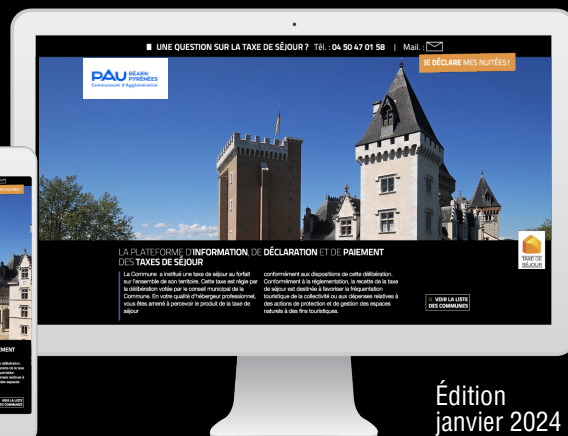 UNE QUESTION SUR LA TAXE DE SÉJOUR ? Tél. : 04 50 47 01 58 | Mail. :
JE DÉCLARE MES NUITÉES !
PAU BÉARN
PYRÉNÉES
Communauté d'Agglomération
LA PLATEFORME D'INFORMATION, DE DÉCLARATION ET DE PAIEMENT
DES TAXES DE SÉJOUR
La Commune a institué une taxe de séjour au forfait
sur l'ensemble de son territoire. Cette taxe est régie par
la délibération votée par le conseil municipal de la
Commune. En votre qualité d'hébergeur professionnel,
vous êtes amené à percevoir le produit de la taxe de
séjour
conformément aux dispositions de cette délibération.
Conformément à la réglementation, la recette de la taxe
de séjour est destinée à favoriser la fréquentation
touristique de la collectivité ou aux dépenses relatives à
des actions de protection et de gestion des espaces
naturels à des fins touristiques.
TAXE DE
SÉJOUR
VOIR LA LISTE
DES COMMUNES
VOIR LA LISTE
DES COMMUNES
Édition
janvier 2024